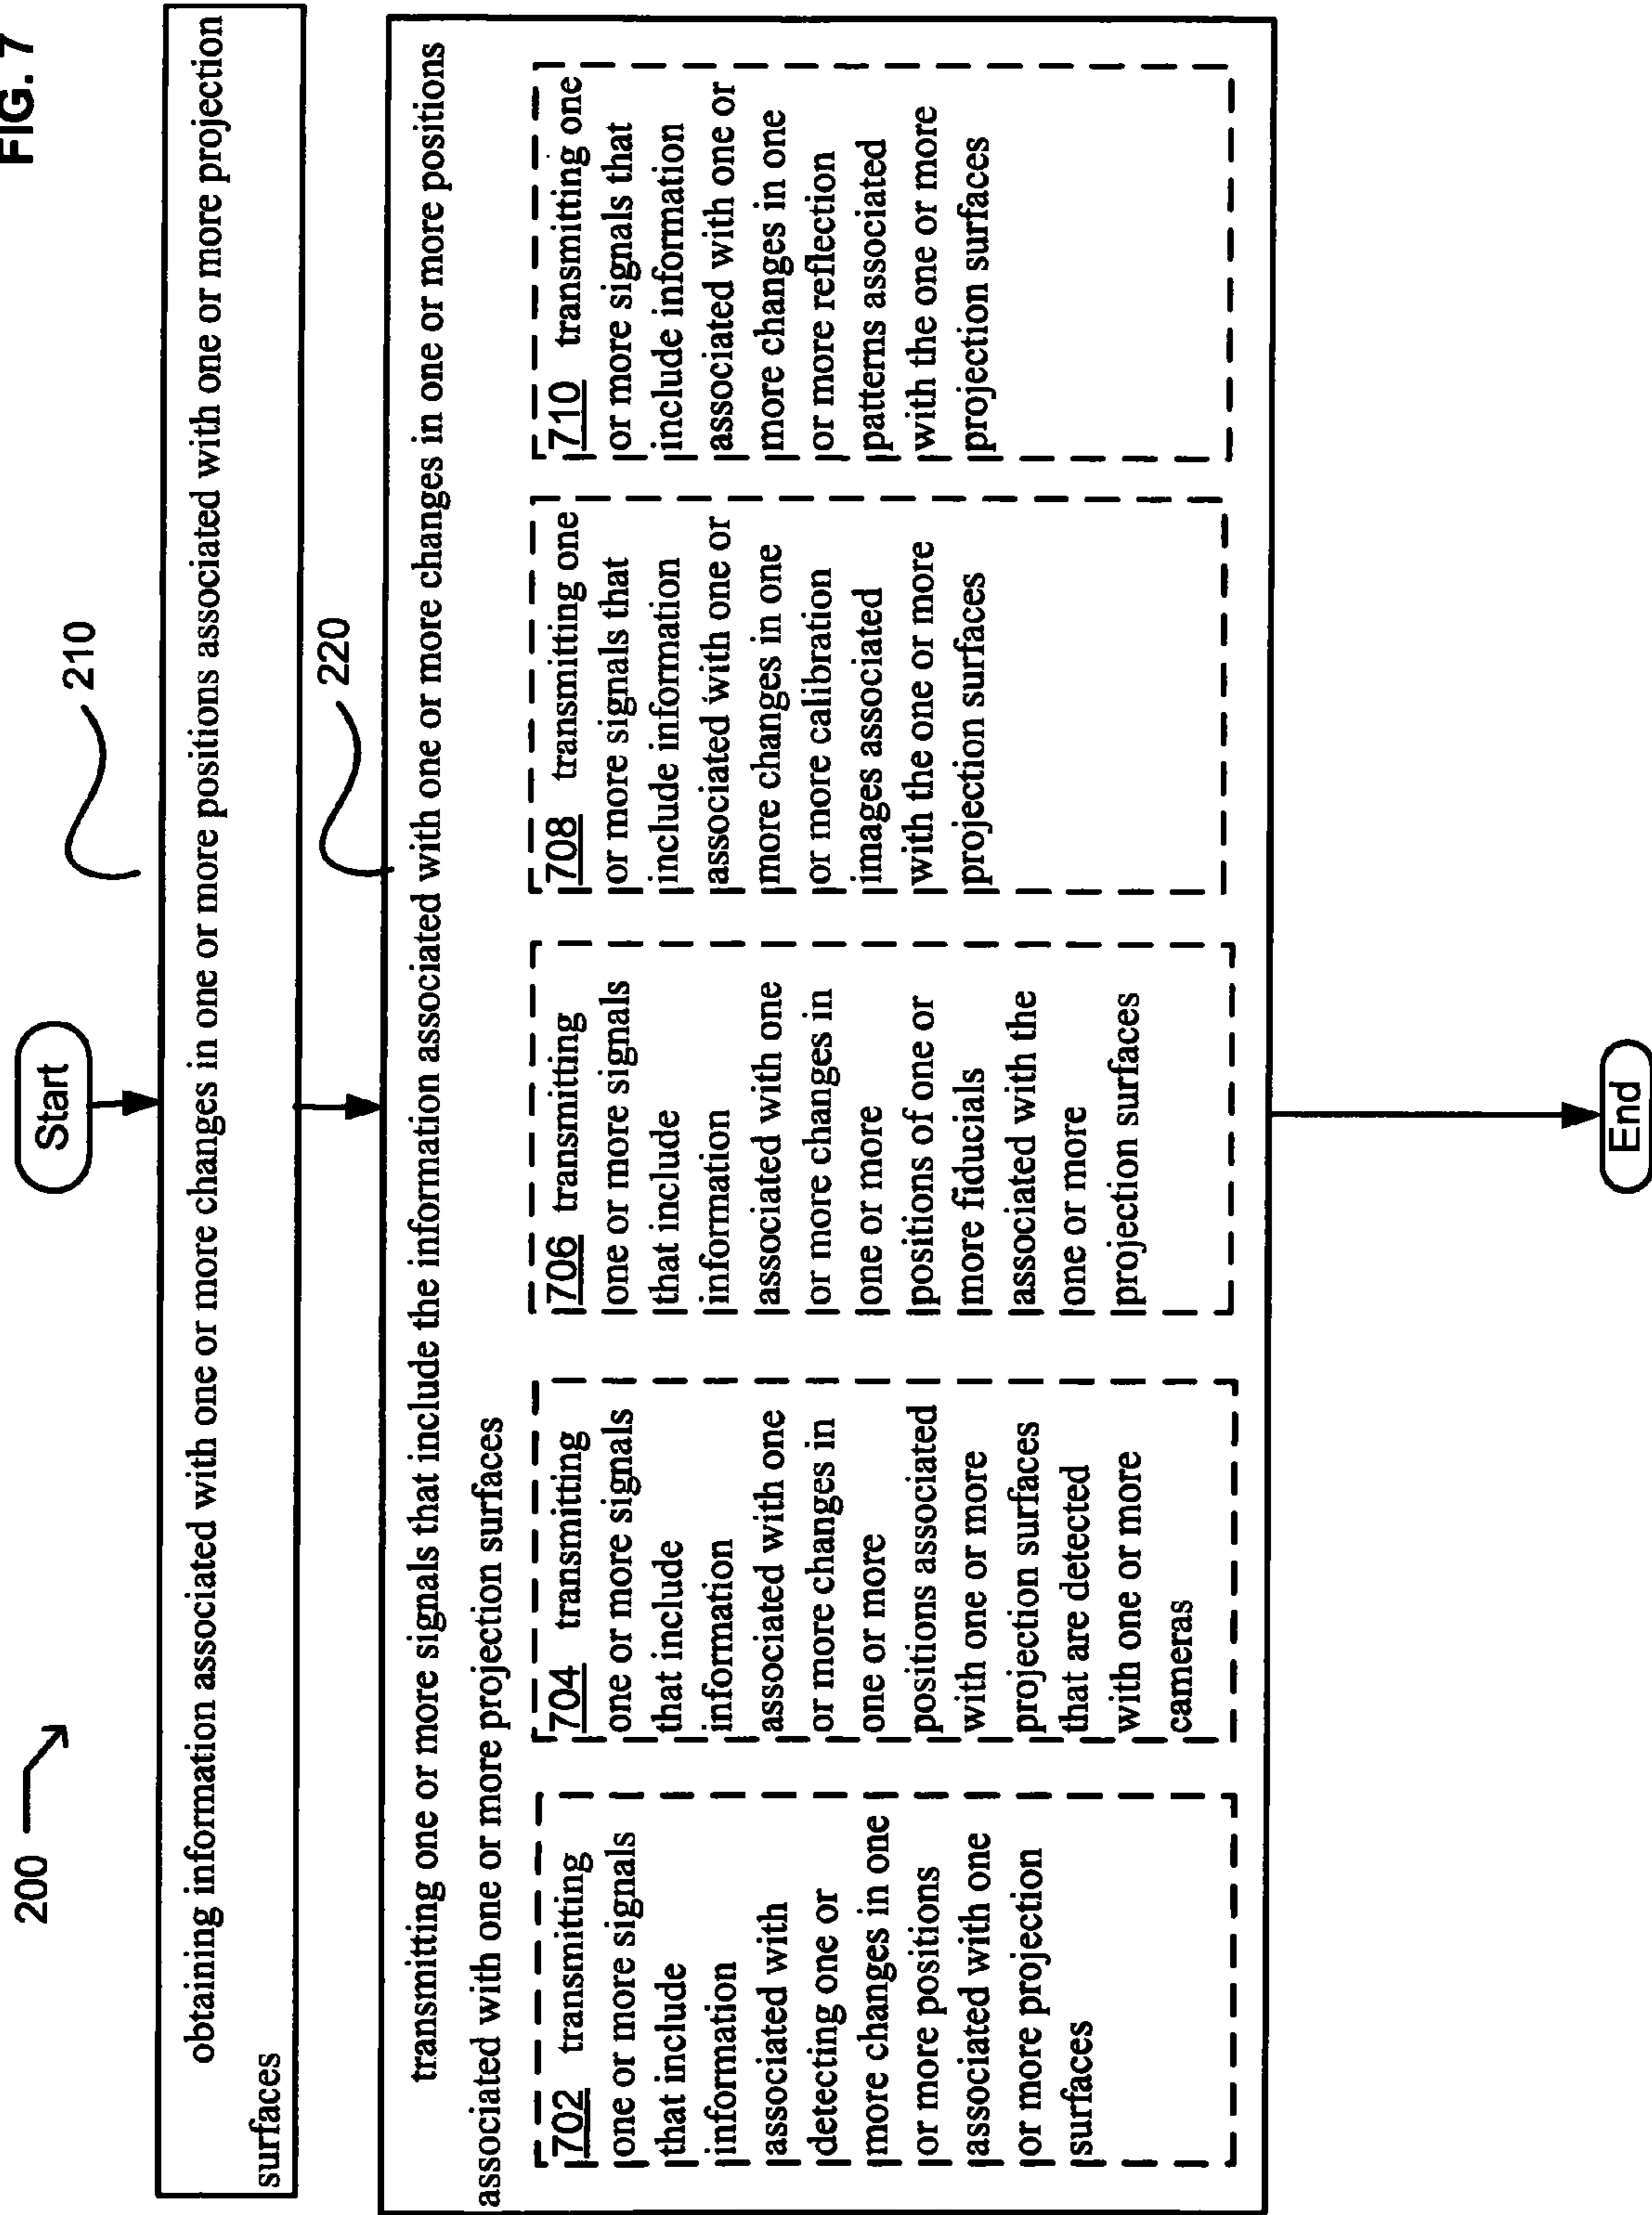 FIG. 7
200
Start
210
obtaining information associated with one or more changes in one or more positions associated with one or more projection
surfaces
220
transmitting one or more signals that include the information associated with one or more changes in one or more positions
associated with one or more projection surfaces
702 transmitting
one or more signals
that include
information
associated with
detecting one or
more changes in one
or more positions
associated with one
or more projection
surfaces
704 transmitting
one or more signals
that include
information
associated with one
or more changes in
one or more
positions associated
with one or more
projection surfaces
that are detected
with one or more
cameras
706 transmitting
one or more signals
that include
information
associated with one
or more changes in
one or more
positions of one or
more fiducials
associated with the
one or more
projection surfaces
708 transmitting one
or more signals that
include information
associated with one or
more changes in one
or more calibration
images associated
with the one or more
projection surfaces
710 transmitting one
or more signals that
include information
associated with one or
more changes in one
or more reflection
patterns associated
with the one or more
projection surfaces
End